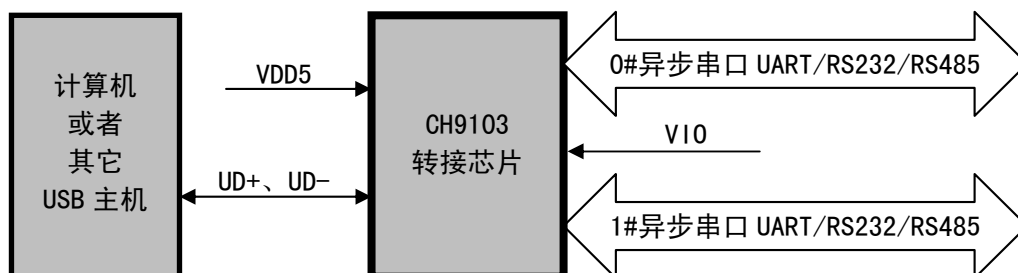 计算机
或者
其它
USB 主机
VDD5
UD+、UD-
CH9103
转接芯片
0#异步串口 UART/RS232/RS485
VIO
1#异步串口 UART/RS232/RS485